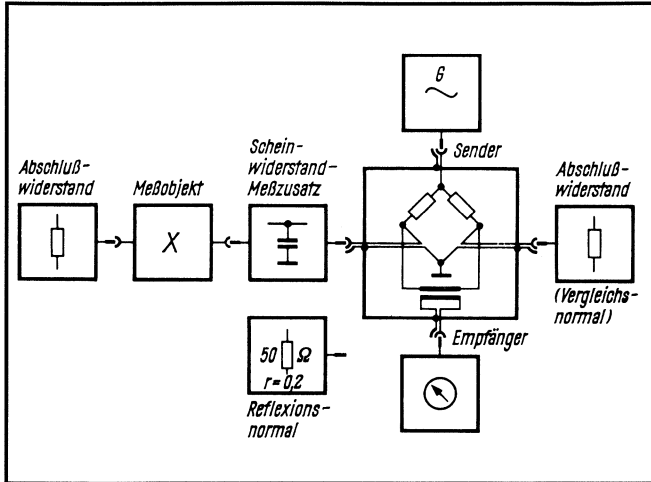 G
Sender
Schein-
widerstand-
Meßzusatz
Abschluß-
widerstand
Meßobjekt
X
Abschluß-
widerstand
(Vergleichs-
normal)
Empfänger
50 Ω
r=0,2
Reflexions-
normal